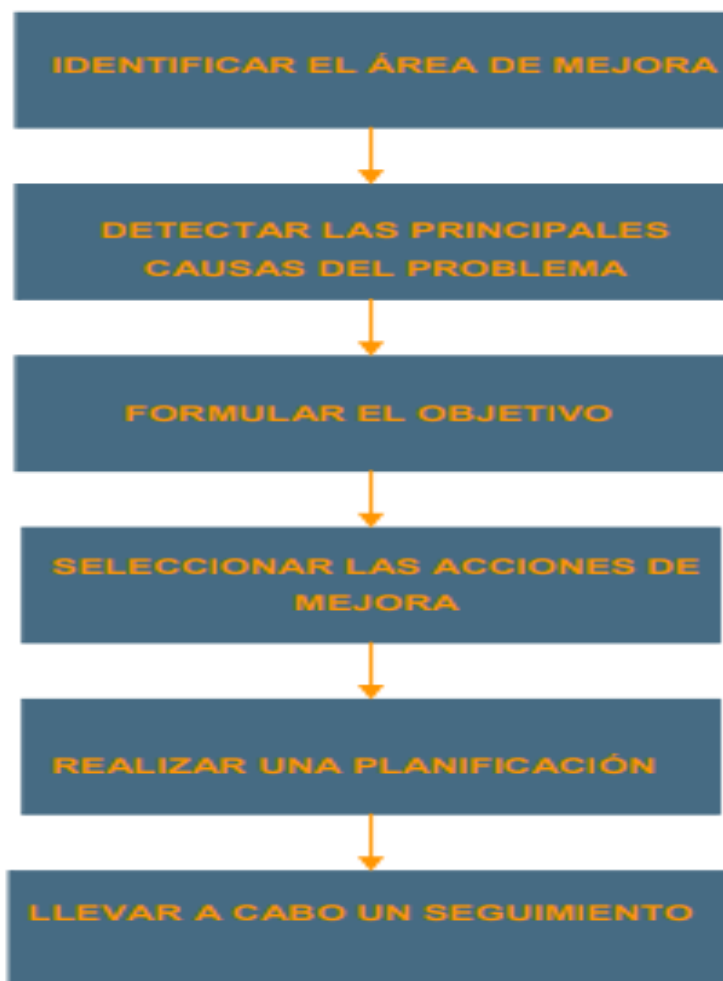 IDENTIFICAR EL ÁREA DE MEJORA
DETECTAR LAS PRINCIPALES
CAUSAS DEL PROBLEMA
FORMULAR EL OBJETIVO
SELECCIONAR LAS ACCIONES DE
MEJORA
REALIZAR UNA PLANIFICACIÓN
LLEVAR A CABO UN SEGUIMIENTO